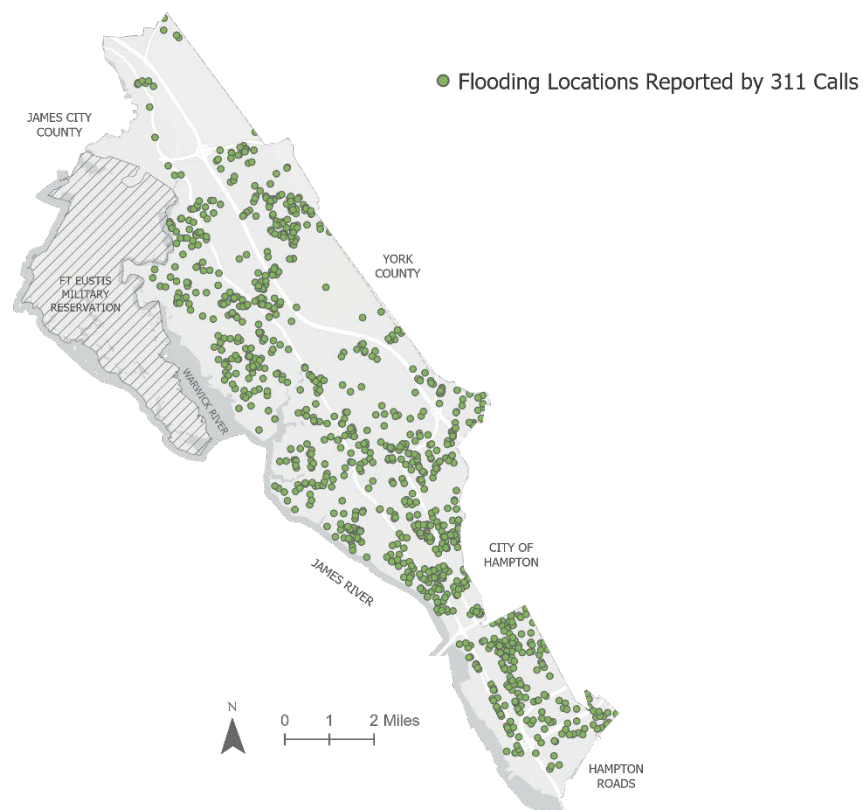 Flooding Locations Reported by 311 Calls
JAMES CITY
COUNTY
YORK
COUNTY
FT EUSTIS
MILITARY
RESERVATION
WARWICK RIVER
CITY OF
HAMPTON
JAMES RIVER
N
0 1 2 Miles
HAMPTON
ROADS